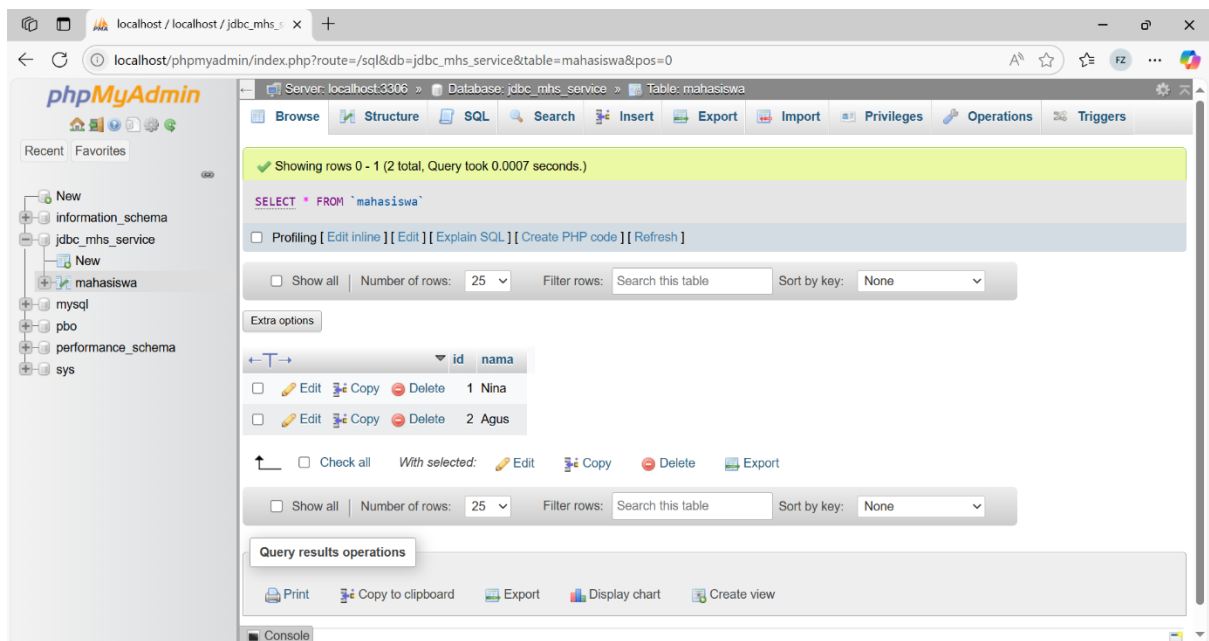 localhost / localhost / jdbc_mhs_s
localhost/phpmyadmin/index.php?route=/sql&db=jdbc_mhs_service&table=mahasiswa&pos=0
FZ
phpMyAdmin
Recent Favorites
New
information_schema
jdbc_mhs_service
New
mahasiswa
mysql
pbo
performance_schema
sys
Server: localhost:3306 » Database: jdbc_mhs_service » Table: mahasiswa
Browse Structure SQL Search Insert Export Import Privileges Operations Triggers
Showing rows 0 - 1 (2 total, Query took 0.0007 seconds.)
SELECT * FROM `mahasiswa`
Profiling [ Edit inline ] [ Edit ] [ Explain SQL ] [ Create PHP code ] [ Refresh ]
Show all | Number of rows: 25 Filter rows: Search this table Sort by key: None
Extra options
←T→ id nama
Edit Copy Delete 1 Nina
Edit Copy Delete 2 Agus
Check all With selected: Edit Copy Delete Export
Show all | Number of rows: 25 Filter rows: Search this table Sort by key: None
Query results operations
Print Copy to clipboard Export Display chart Create view
Console